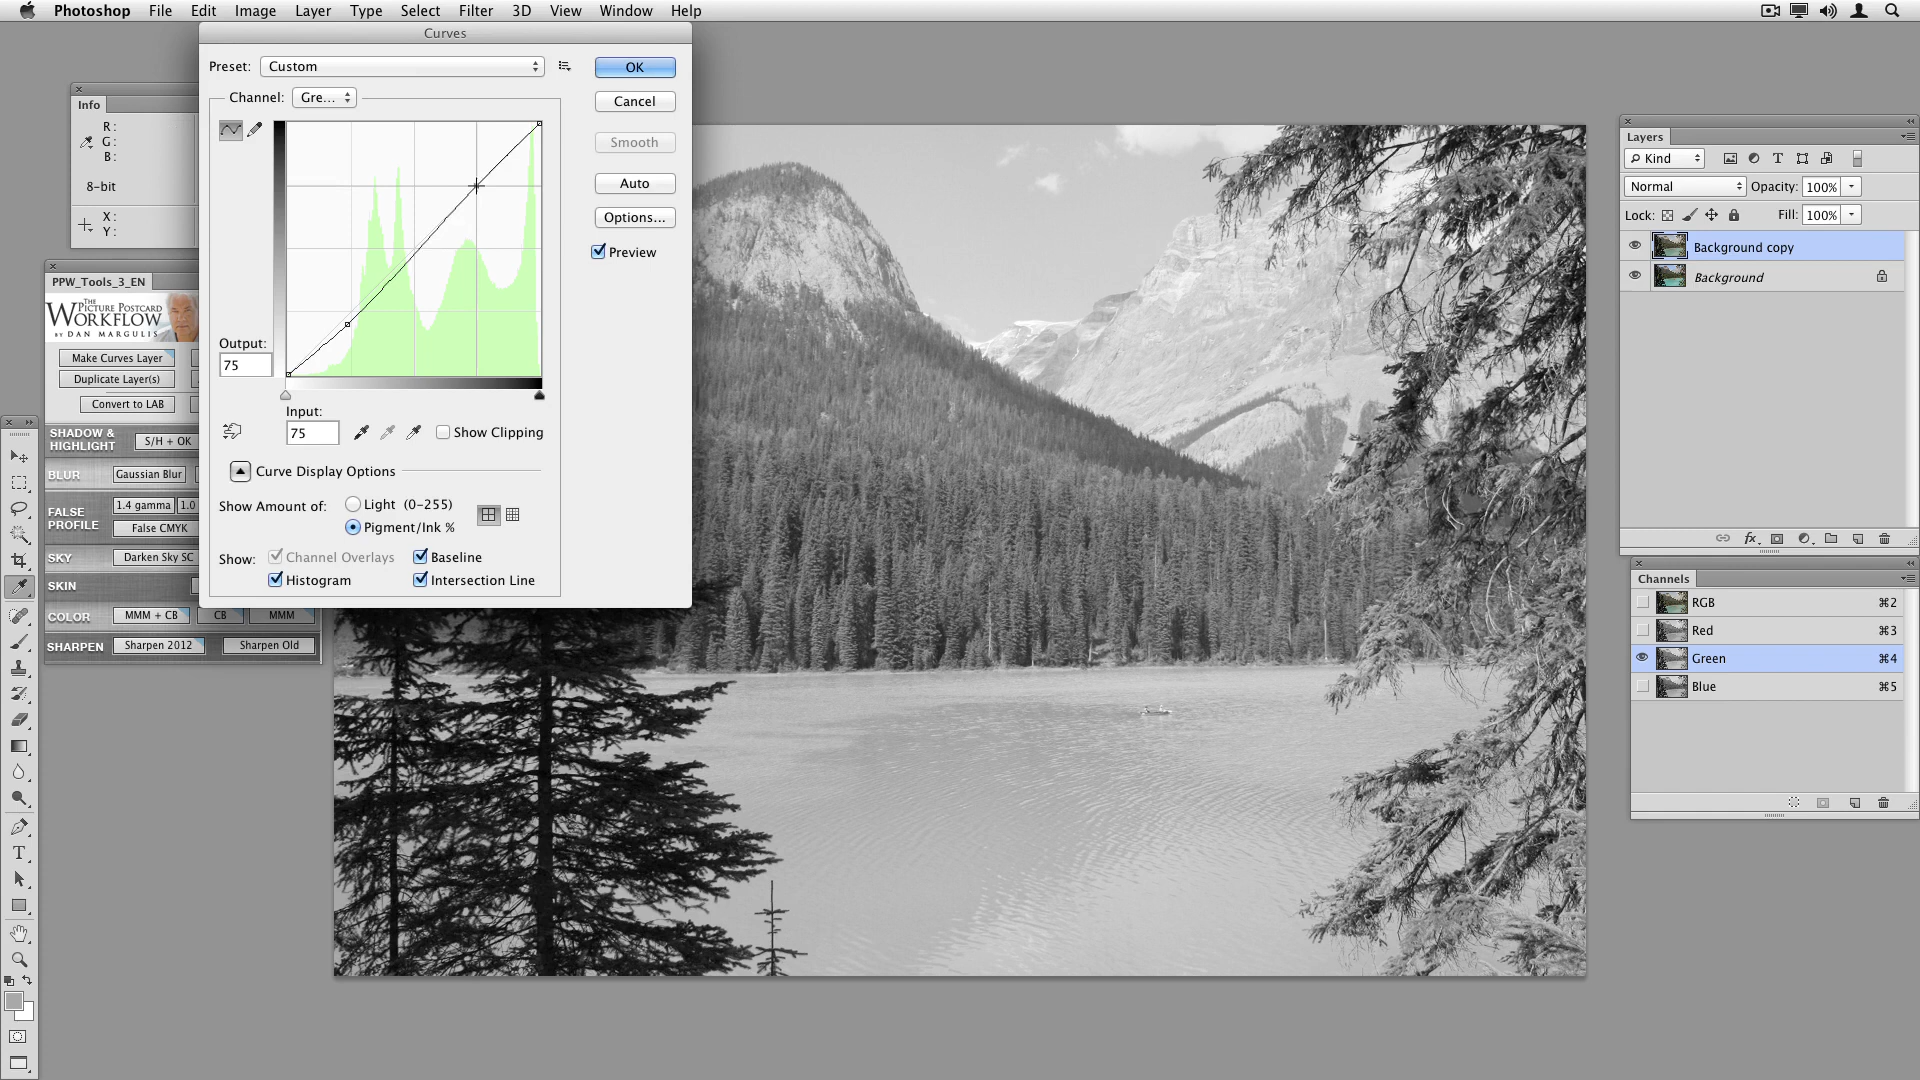 Photoshop File Edit Image Layer Type Select Filter 3D View Window Help
Curves
Preset: Custom
OK
Channel: Gre...
Cancel
Smooth
Auto
Options...
Preview
Output:
75
Input:
75
Show Clipping
Curve Display Options
Show Amount of: Light (0-255)
Pigment/Ink %
Show: Channel Overlays Baseline
Histogram Intersection Line
Info
R:
G:
B:
8-bit
X:
Y:
PPW_Tools_3_EN
THE
PICTURE POSTCARD
WORKFLOW
BY DAN MARGULIS
Make Curves Layer
Duplicate Layer(s)
Convert to LAB
SHADOW &
HIGHLIGHT
S/H + OK
BLUR Gaussian Blur
FALSE
PROFILE
1.4 gamma 1.0
False CMYK
SKY Darken Sky SC
SKIN
COLOR MMM + CB CB MMM
SHARPEN Sharpen 2012 Sharpen Old
Layers
Kind
Normal Opacity: 100%
Lock: Fill: 100%
Background copy
Background
fx
Channels
RGB ⌘2
Red ⌘3
Green ⌘4
Blue ⌘5